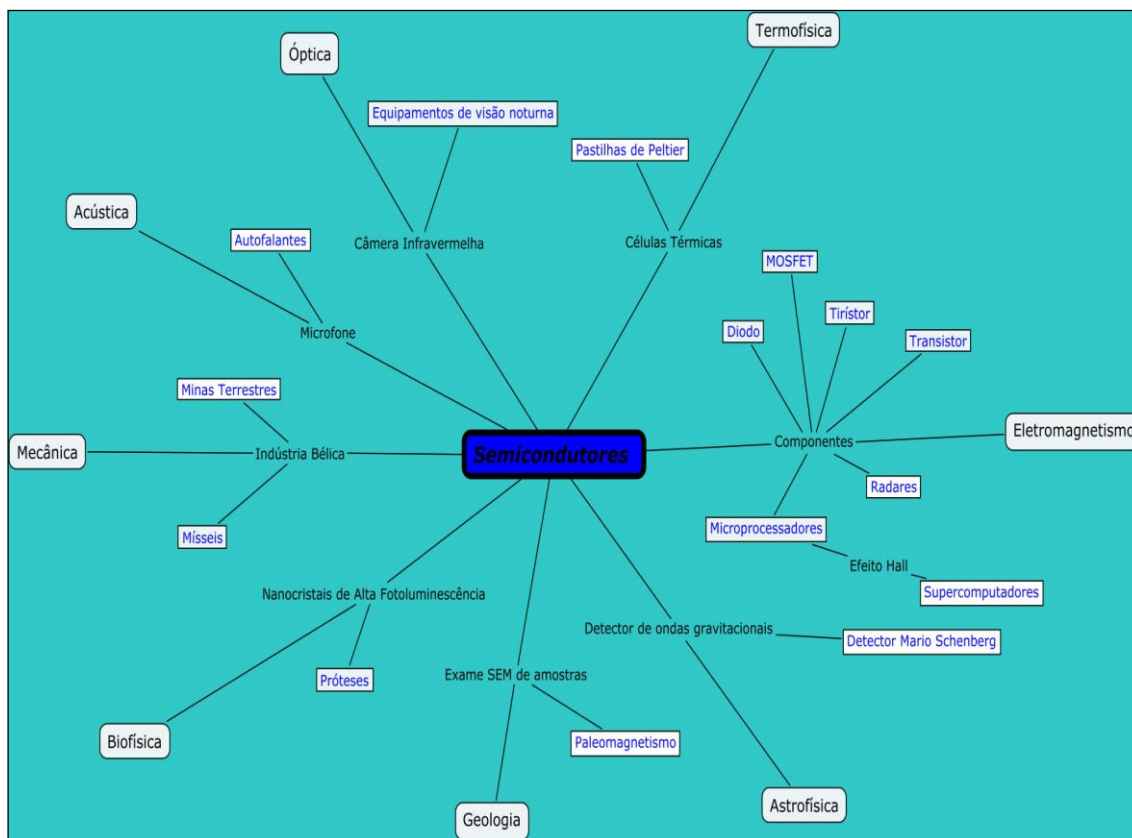 Termofísica
Óptica
Equipamentos de visão noturna
Pastilhas de Peltier
Acústica
Autofalantes
Câmera Infravermelha
Células Térmicas
MOSFET
Tirístor
Diodo
Transistor
Microfone
Minas Terrestres
Eletromagnetismo
Componentes
Mecânica
Indústria Bélica
Semicondutores
Radares
Microprocessadores
Mísseis
Efeito Hall
Supercomputadores
Nanocristais de Alta Fotoluminescência
Detector de ondas gravitacionais
Detector Mario Schenberg
Próteses
Exame SEM de amostras
Biofísica
Paleomagnetismo
Astrofísica
Geologia